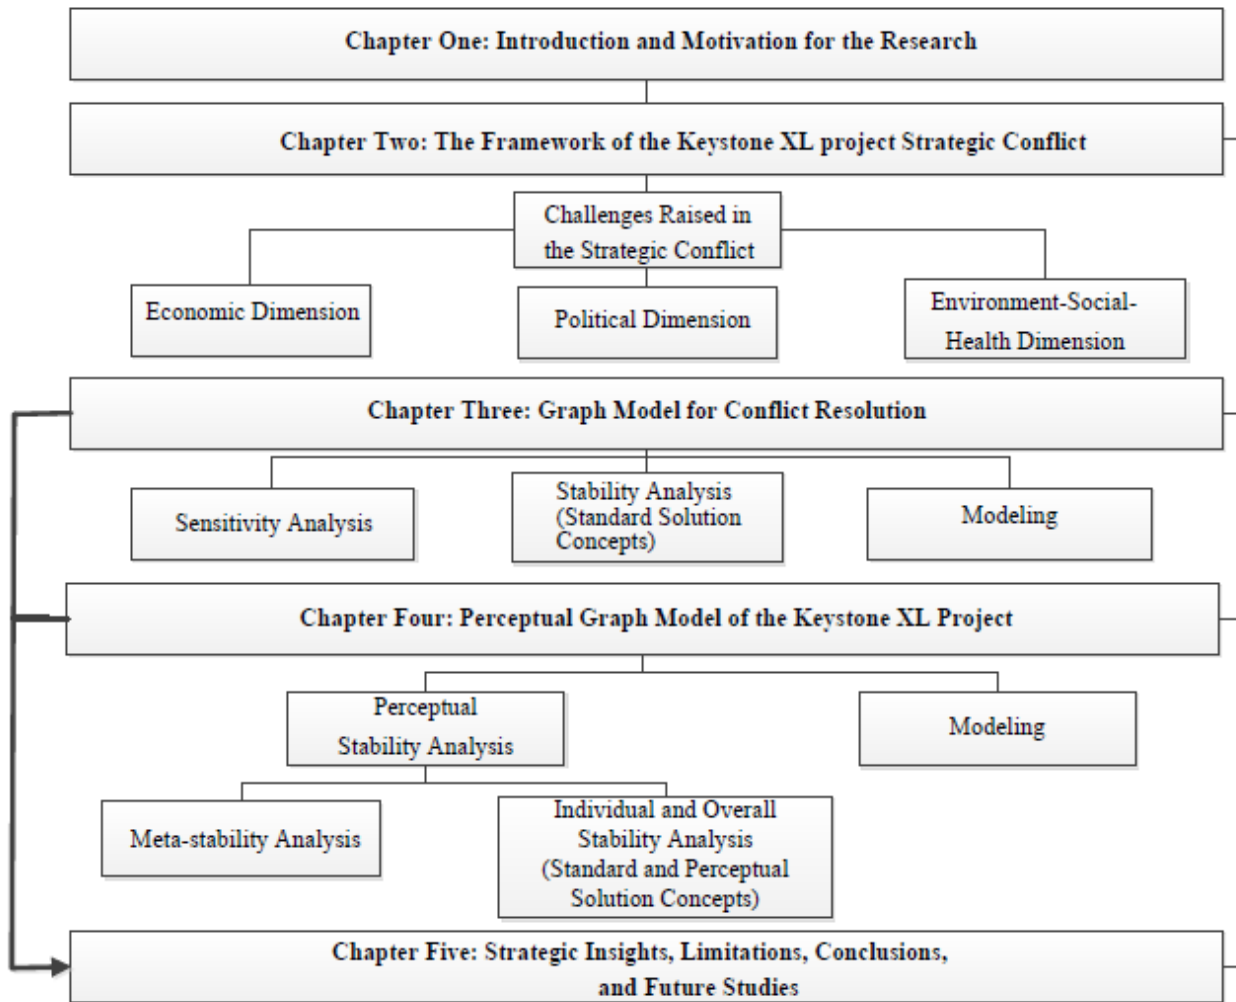 Chapter One: Introduction and Motivation for the Research
Chapter Two: The Framework of the Keystone XL project Strategic Conflict
Challenges Raised in
the Strategic Conflict
Economic Dimension
Political Dimension
Environment-Social-
Health Dimension
Chapter Three: Graph Model for Conflict Resolution
Sensitivity Analysis
Stability Analysis
(Standard Solution
Concepts)
Modeling
Chapter Four: Perceptual Graph Model of the Keystone XL Project
Perceptual
Stability Analysis
Modeling
Meta-stability Analysis
Individual and Overall
Stability Analysis
(Standard and Perceptual
Solution Concepts)
Chapter Five: Strategic Insights, Limitations, Conclusions,
and Future Studies